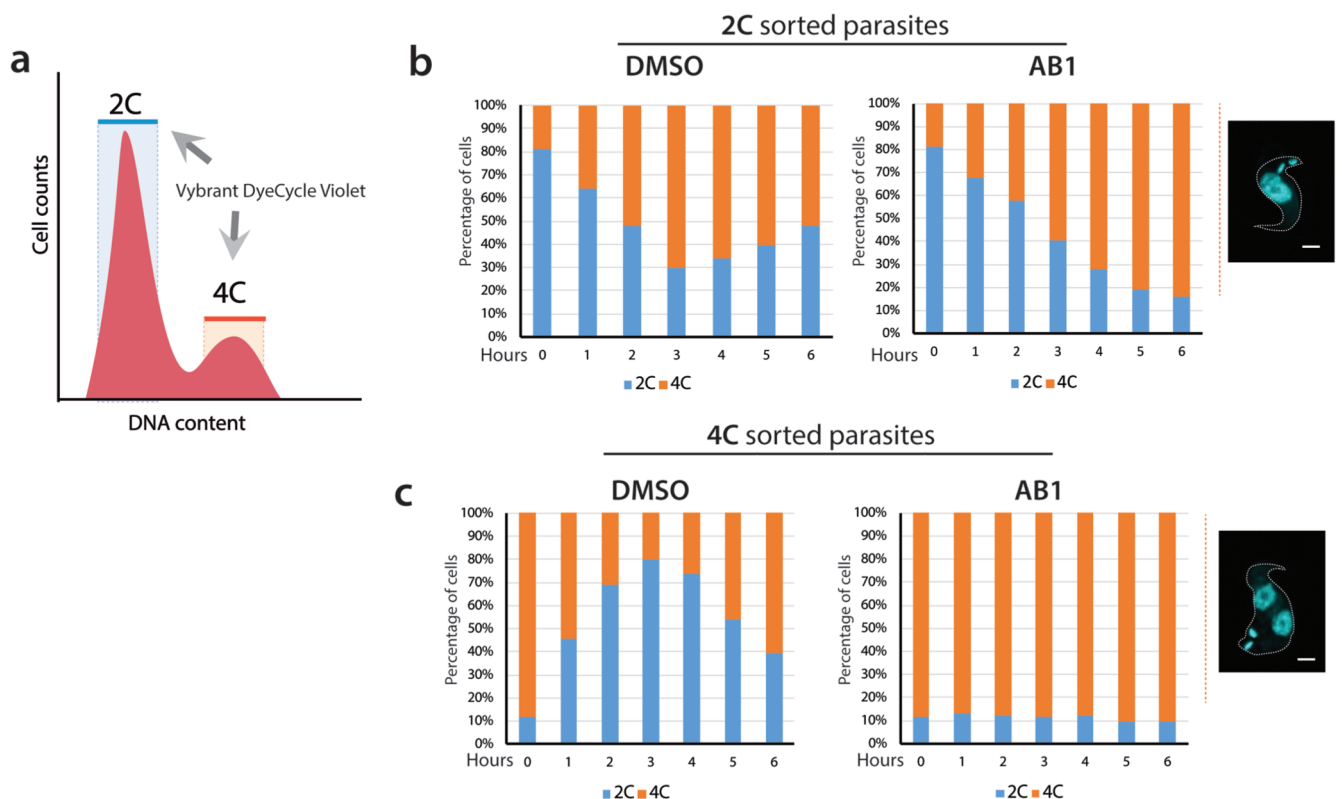 a
2C
Vybrant DyeCycle Violet
4C
Cell counts
DNA content
b
2C sorted parasites
DMSO
AB1
100%
90%
80%
70%
60%
50%
40%
30%
20%
10%
0%
Percentage of cells
Hours 0 1 2 3 4 5 6
2C 4C
100%
90%
80%
70%
60%
50%
40%
30%
20%
10%
0%
Percentage of cells
Hours 0 1 2 3 4 5 6
2C 4C
4C sorted parasites
c
DMSO
AB1
100%
90%
80%
70%
60%
50%
40%
30%
20%
10%
0%
Percentage of cells
Hours 0 1 2 3 4 5 6
2C 4C
100%
90%
80%
70%
60%
50%
40%
30%
20%
10%
0%
Percentage of cells
Hours 0 1 2 3 4 5 6
2C 4C